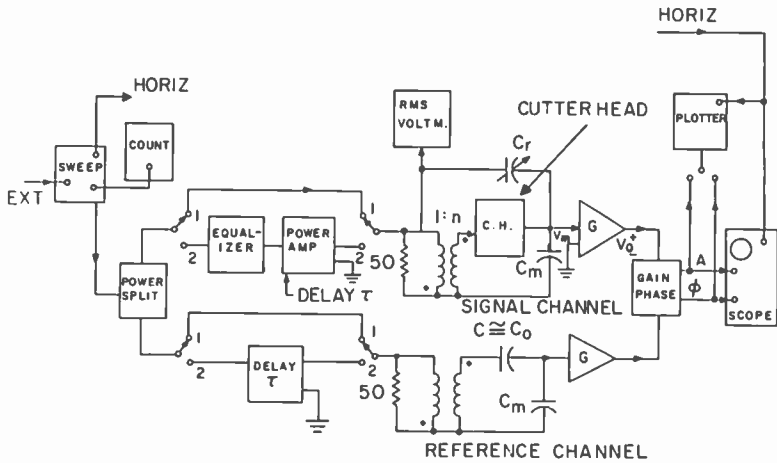 HORIZ
HORIZ
SWEEP
COUNT
EXT
RMS
VOLT M.
CUTTER HEAD
PLOTTER
Cr
1
1
EQUAL-
IZER
POWER
AMP
2
2
50
1:n
C.H.
Vm
Cm
G
Vo
+
-
A
ϕ
GAIN
PHASE
SCOPE
POWER
SPLIT
DELAY τ
SIGNAL CHANNEL
C ≅ Co
1
1
2
2
DELAY
τ
50
Cm
G
REFERENCE CHANNEL